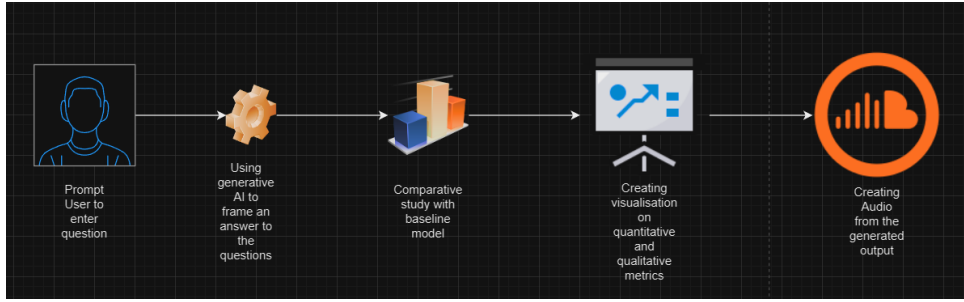 Prompt
User to
enter
question
Using
generative
AI to
frame an
answer to
the
questions
Comparative
study with
baseline
model
Creating
visualisation
on
quantitative
and
qualitative
metrics
Creating
Audio
from the
generated
output